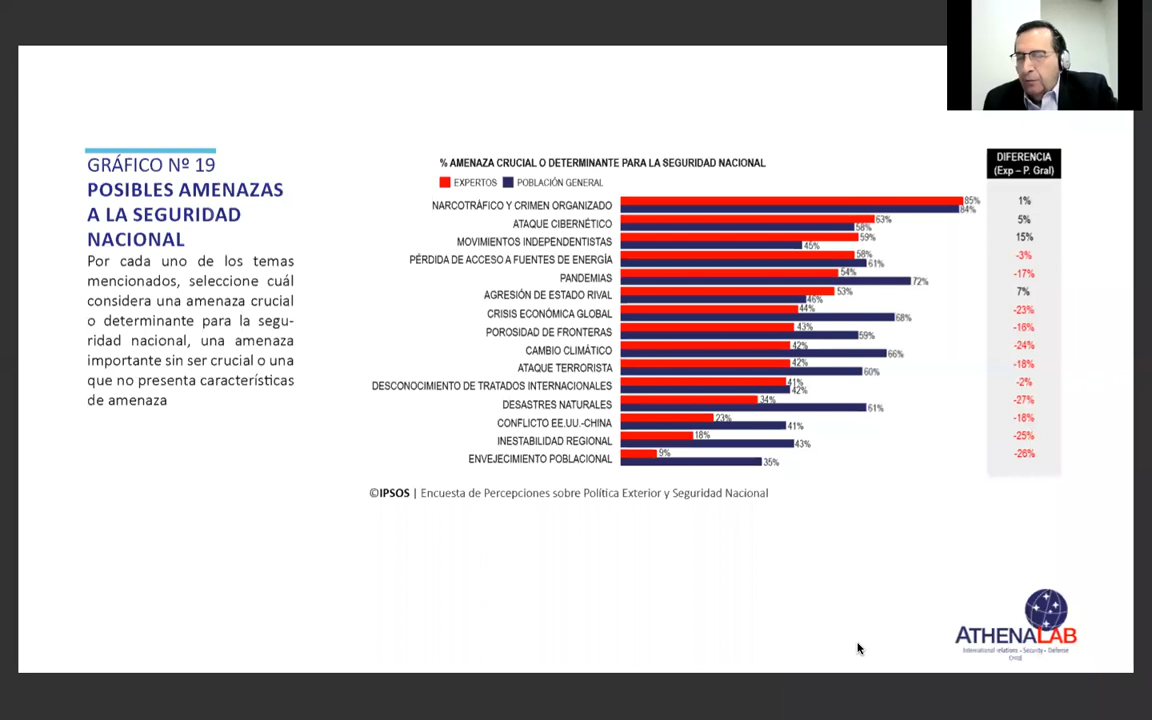 GRÁFICO Nº 19
POSIBLES AMENAZAS
A LA SEGURIDAD
NACIONAL
Por cada uno de los temas
mencionados, seleccione cuál
considera una amenaza crucial
o determinante para la segu-
ridad nacional, una amenaza
importante sin ser crucial o una
que no presenta características
de amenaza
% AMENAZA CRUCIAL O DETERMINANTE PARA LA SEGURIDAD NACIONAL
EXPERTOS POBLACIÓN GENERAL
DIFERENCIA
(Exp – P. Gral)
NARCOTRÁFICO Y CRIMEN ORGANIZADO 85% 84% 1%
ATAQUE CIBERNÉTICO 63% 58% 5%
MOVIMIENTOS INDEPENDENTISTAS 59% 45% 15%
PÉRDIDA DE ACCESO A FUENTES DE ENERGÍA 58% 61% -3%
PANDEMIAS 54% 72% -17%
AGRESIÓN DE ESTADO RIVAL 53% 46% 7%
CRISIS ECONÓMICA GLOBAL 44% 68% -23%
POROSIDAD DE FRONTERAS 43% 59% -16%
CAMBIO CLIMÁTICO 42% 66% -24%
ATAQUE TERRORISTA 42% 60% -18%
DESCONOCIMIENTO DE TRATADOS INTERNACIONALES 41% 42% -2%
DESASTRES NATURALES 34% 61% -27%
CONFLICTO EE.UU.-CHINA 23% 41% -18%
INESTABILIDAD REGIONAL 18% 43% -25%
ENVEJECIMIENTO POBLACIONAL 9% 35% -26%
©IPSOS | Encuesta de Percepciones sobre Política Exterior y Seguridad Nacional
ATHENALAB
International relations - Security - Defense
CHILE